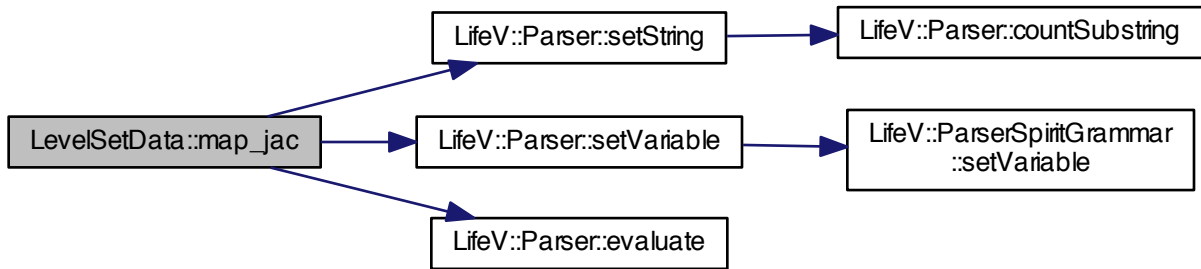 LifeV::Parser::setString
LifeV::Parser::countSubstring
LevelSetData::map_jac
LifeV::Parser::setVariable
LifeV::ParserSpiritGrammar
::setVariable
LifeV::Parser::evaluate